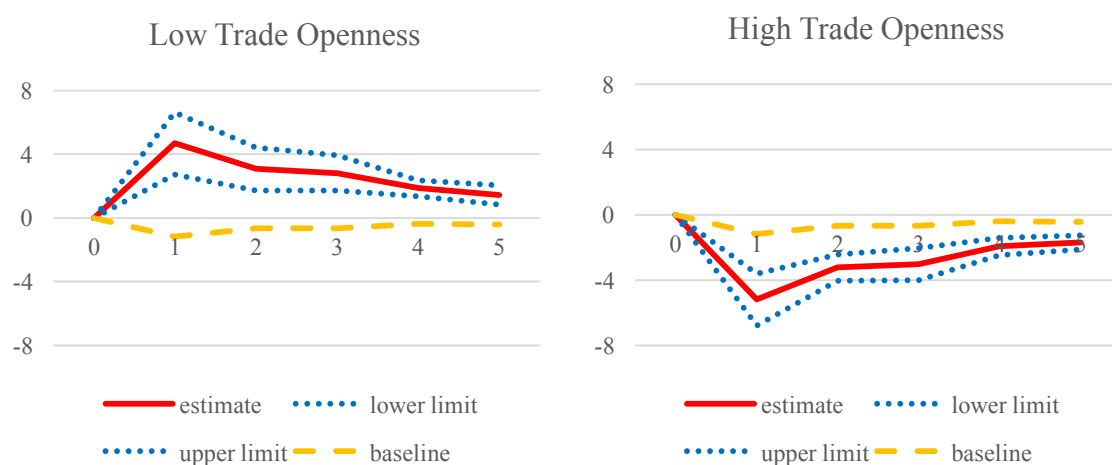 Low Trade Openness
8
4
0
-4
-8
0 1 2 3 4 5
estimate lower limit
upper limit baseline
High Trade Openness
8
4
0
-4
-8
0 1 2 3 4 5
estimate lower limit
upper limit baseline